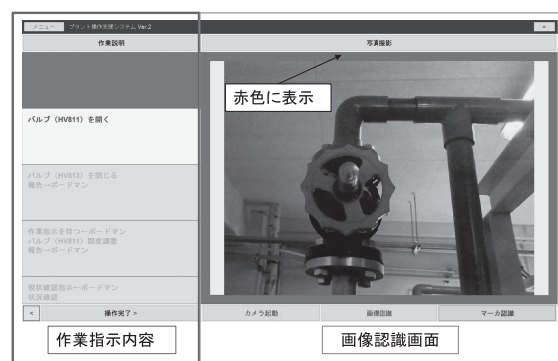 メニュー プラント操作支援システム Ver.2
作業説明
写真撮影
赤色に表示
バルブ（HV811）を開く
バルブ（HV813）を閉じる
報告→ボードマン
作業指示を待つ←ボードマン
バルブ（HV811）開度調整
報告→ボードマン
現状確認指示←ボードマン
状況確認
< 操作完了 >
カメラ起動
画像認識
マーカ認識
作業指示内容
画像認識画面